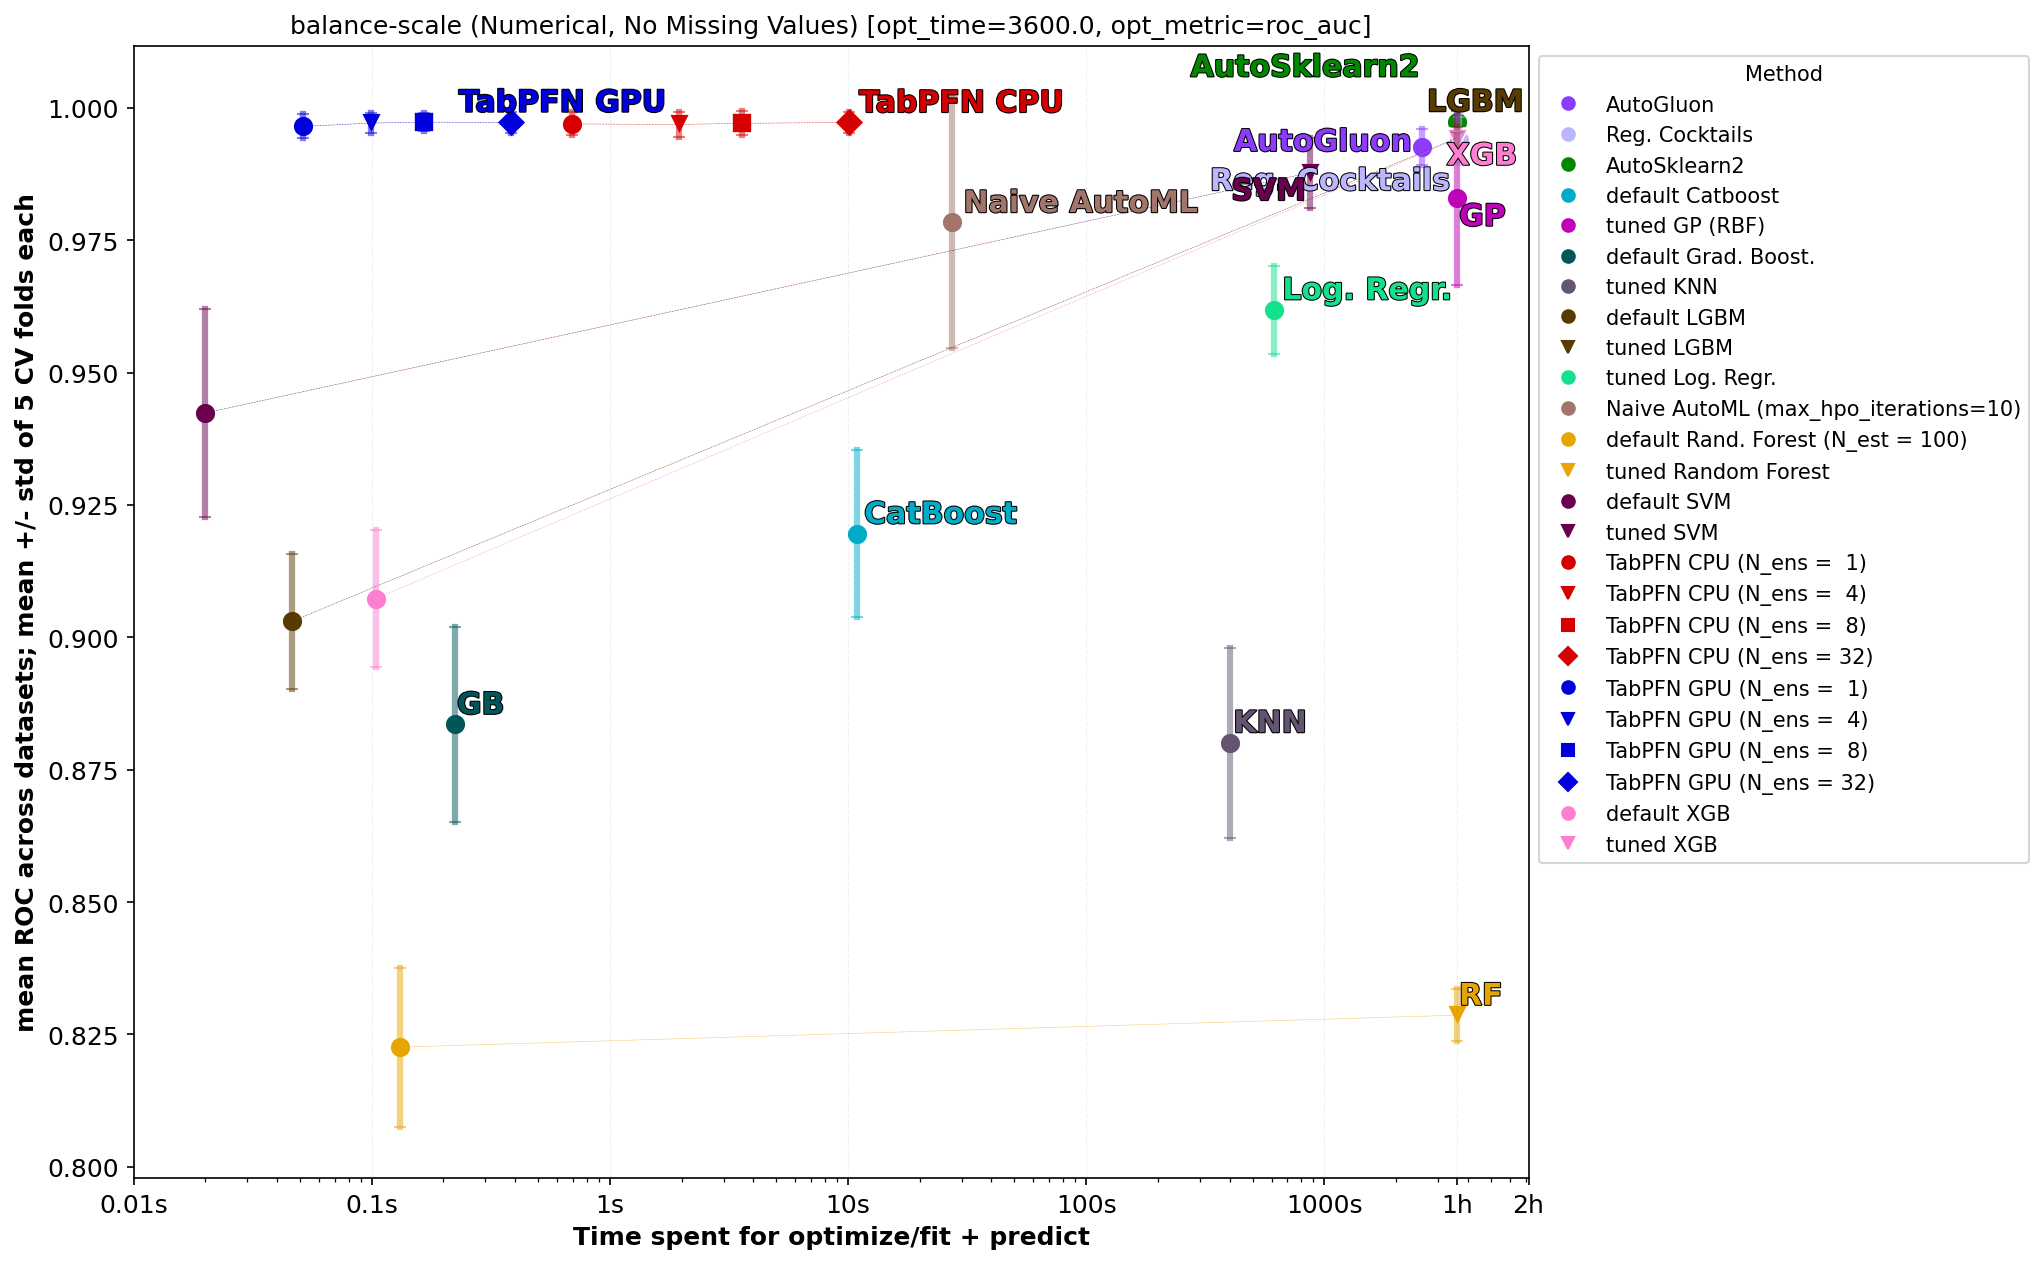 balance-scale (Numerical, No Missing Values) [opt_time=3600.0, opt_metric=roc_auc]
mean ROC across datasets; mean +/- std of 5 CV folds each
1.000
0.975
0.950
0.925
0.900
0.875
0.850
0.825
0.800
AutoSklearn2
TabPFN GPU
TabPFN CPU
LGBM
AutoGluon
XGB
Reg. Cocktails
SVM
Naive AutoML
GP
Log. Regr.
CatBoost
GB
KNN
RF
0.01s
0.1s
1s
10s
100s
1000s
1h
2h
Time spent for optimize/fit + predict
Method
AutoGluon
Reg. Cocktails
AutoSklearn2
default Catboost
tuned GP (RBF)
default Grad. Boost.
tuned KNN
default LGBM
tuned LGBM
tuned Log. Regr.
Naive AutoML (max_hpo_iterations=10)
default Rand. Forest (N_est = 100)
tuned Random Forest
default SVM
tuned SVM
TabPFN CPU (N_ens =  1)
TabPFN CPU (N_ens =  4)
TabPFN CPU (N_ens =  8)
TabPFN CPU (N_ens = 32)
TabPFN GPU (N_ens =  1)
TabPFN GPU (N_ens =  4)
TabPFN GPU (N_ens =  8)
TabPFN GPU (N_ens = 32)
default XGB
tuned XGB